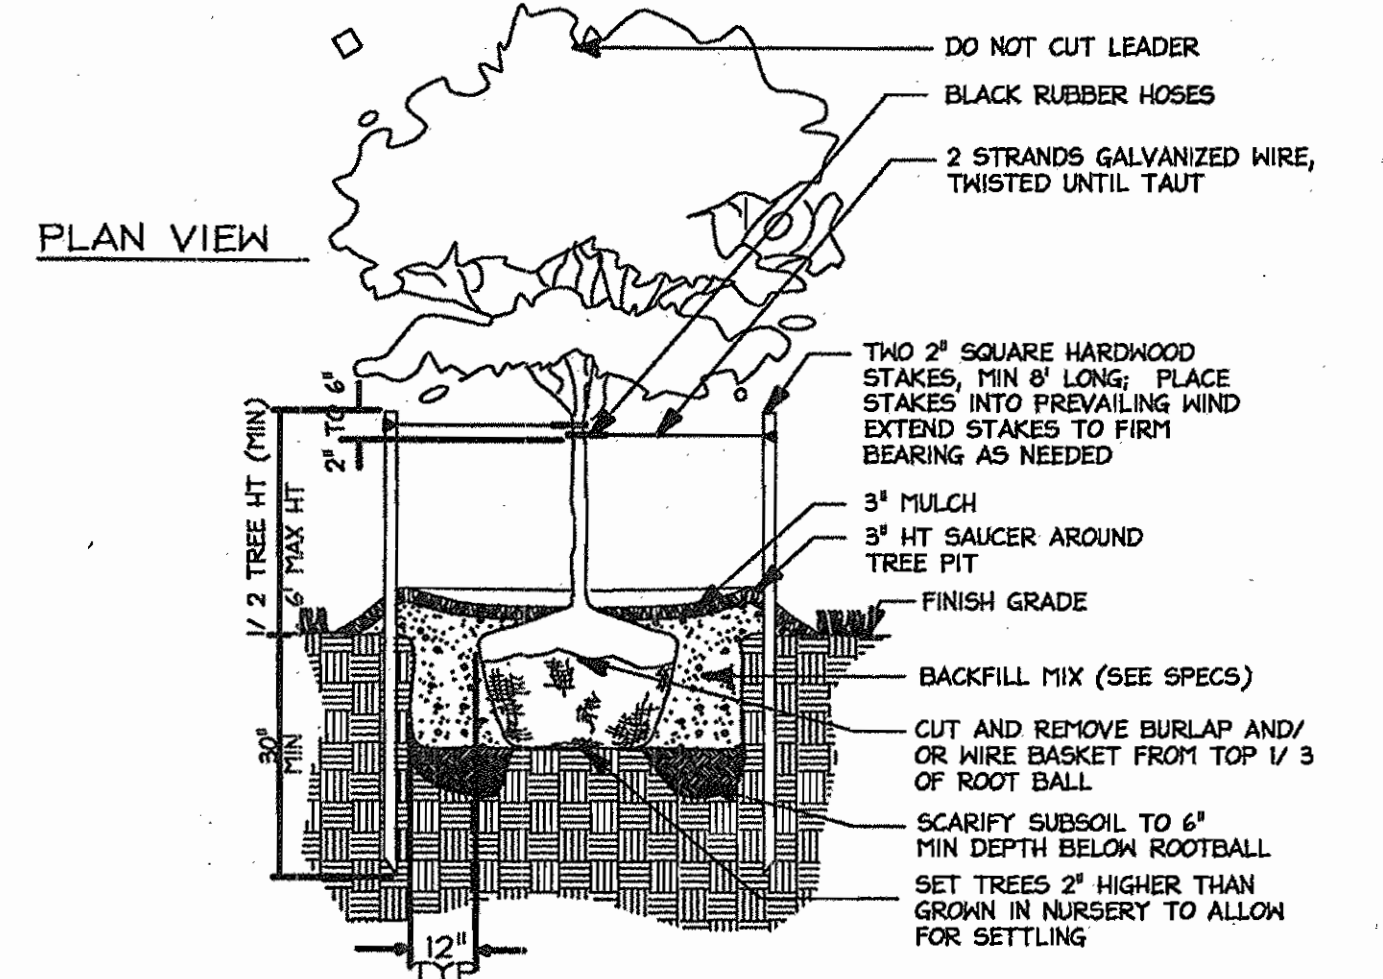 DO NOT CUT LEADER
BLACK RUBBER HOSES
2 STRANDS GALVANIZED WIRE,
TWISTED UNTIL TAUT
PLAN VIEW
TWO 2" SQUARE HARDWOOD
STAKES, MIN 8' LONG; PLACE
STAKES INTO PREVAILING WIND
EXTEND STAKES TO FIRM
BEARING AS NEEDED
2" TO 6"
1/2 TREE HT (MIN)
6' MAX HT
3" MULCH
3" HT SAUCER AROUND
TREE PIT
FINISH GRADE
BACKFILL MIX (SEE SPECS)
30"
MIN
CUT AND REMOVE BURLAP AND/
OR WIRE BASKET FROM TOP 1/3
OF ROOT BALL
SCARIFY SUBSOIL TO 6"
MIN DEPTH BELOW ROOTBALL
SET TREES 2" HIGHER THAN
GROWN IN NURSERY TO ALLOW
FOR SETTLING
12"